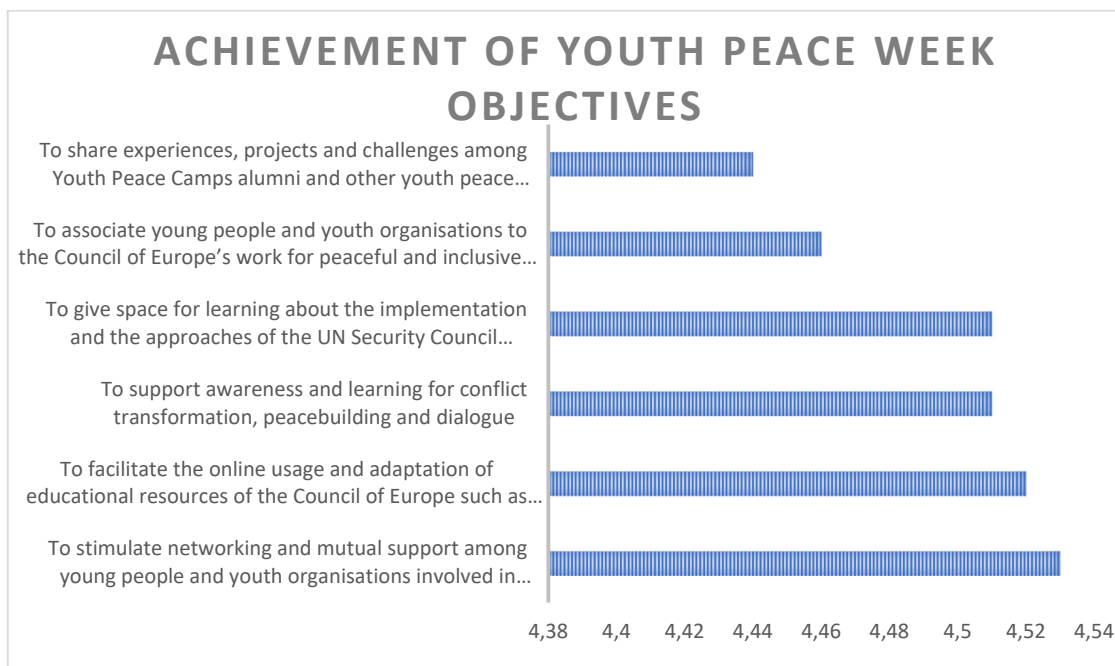 ACHIEVEMENT OF YOUTH PEACE WEEK
OBJECTIVES
To share experiences, projects and challenges among
Youth Peace Camps alumni and other youth peace…
To associate young people and youth organisations to
the Council of Europe's work for peaceful and inclusive…
To give space for learning about the implementation
and the approaches of the UN Security Council…
To support awareness and learning for conflict
transformation, peacebuilding and dialogue
To facilitate the online usage and adaptation of
educational resources of the Council of Europe such as…
To stimulate networking and mutual support among
young people and youth organisations involved in…
4,38 4,4 4,42 4,44 4,46 4,48 4,5 4,52 4,54